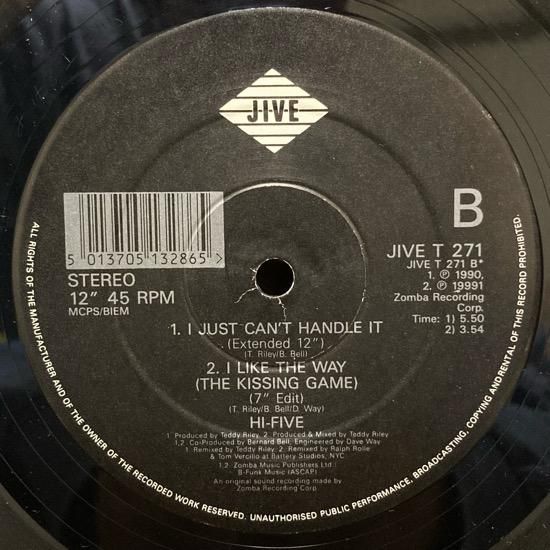 J·I·V·E
B
5 013705 132865 >
STEREO
12" 45 RPM
MCPS/BIEM
JIVE T 271
JIVE T 271 B*
1. ℗ 1990,
2. ℗ 19991
Zomba Recording
Corp.
Time: 1) 5.50
2) 3.54
1. I JUST CAN'T HANDLE IT
(Extended 12")
(T. Riley/B. Bell)
2. I LIKE THE WAY
(THE KISSING GAME)
(7" Edit)
(T. Riley/B. Bell/D. Way)
HI-FIVE
1 Produced by Teddy Riley, 2. Produced & Mixed by Teddy Riley
1,2 Co-Produced by Bernard Bell, Engineered by Dave Way
1 Remixed by Teddy Riley. 2. Remixed by Ralph Rolle
& Tom Vercillo at Battery Studios, NYC
1,2. Zomba Music Publishers Ltd./
B-Funk Music (ASCAP)
An original sound recording made by
Zomba Recording Corp.
ALL RIGHTS OF THE MANUFACTURER AND OF THE OWNER OF THE RECORDED WORK RESERVED. UNAUTHORISED PUBLIC PERFORMANCE, BROADCASTING, COPYING ANDRENTAL OF THIS RECORD PROHIBITED.